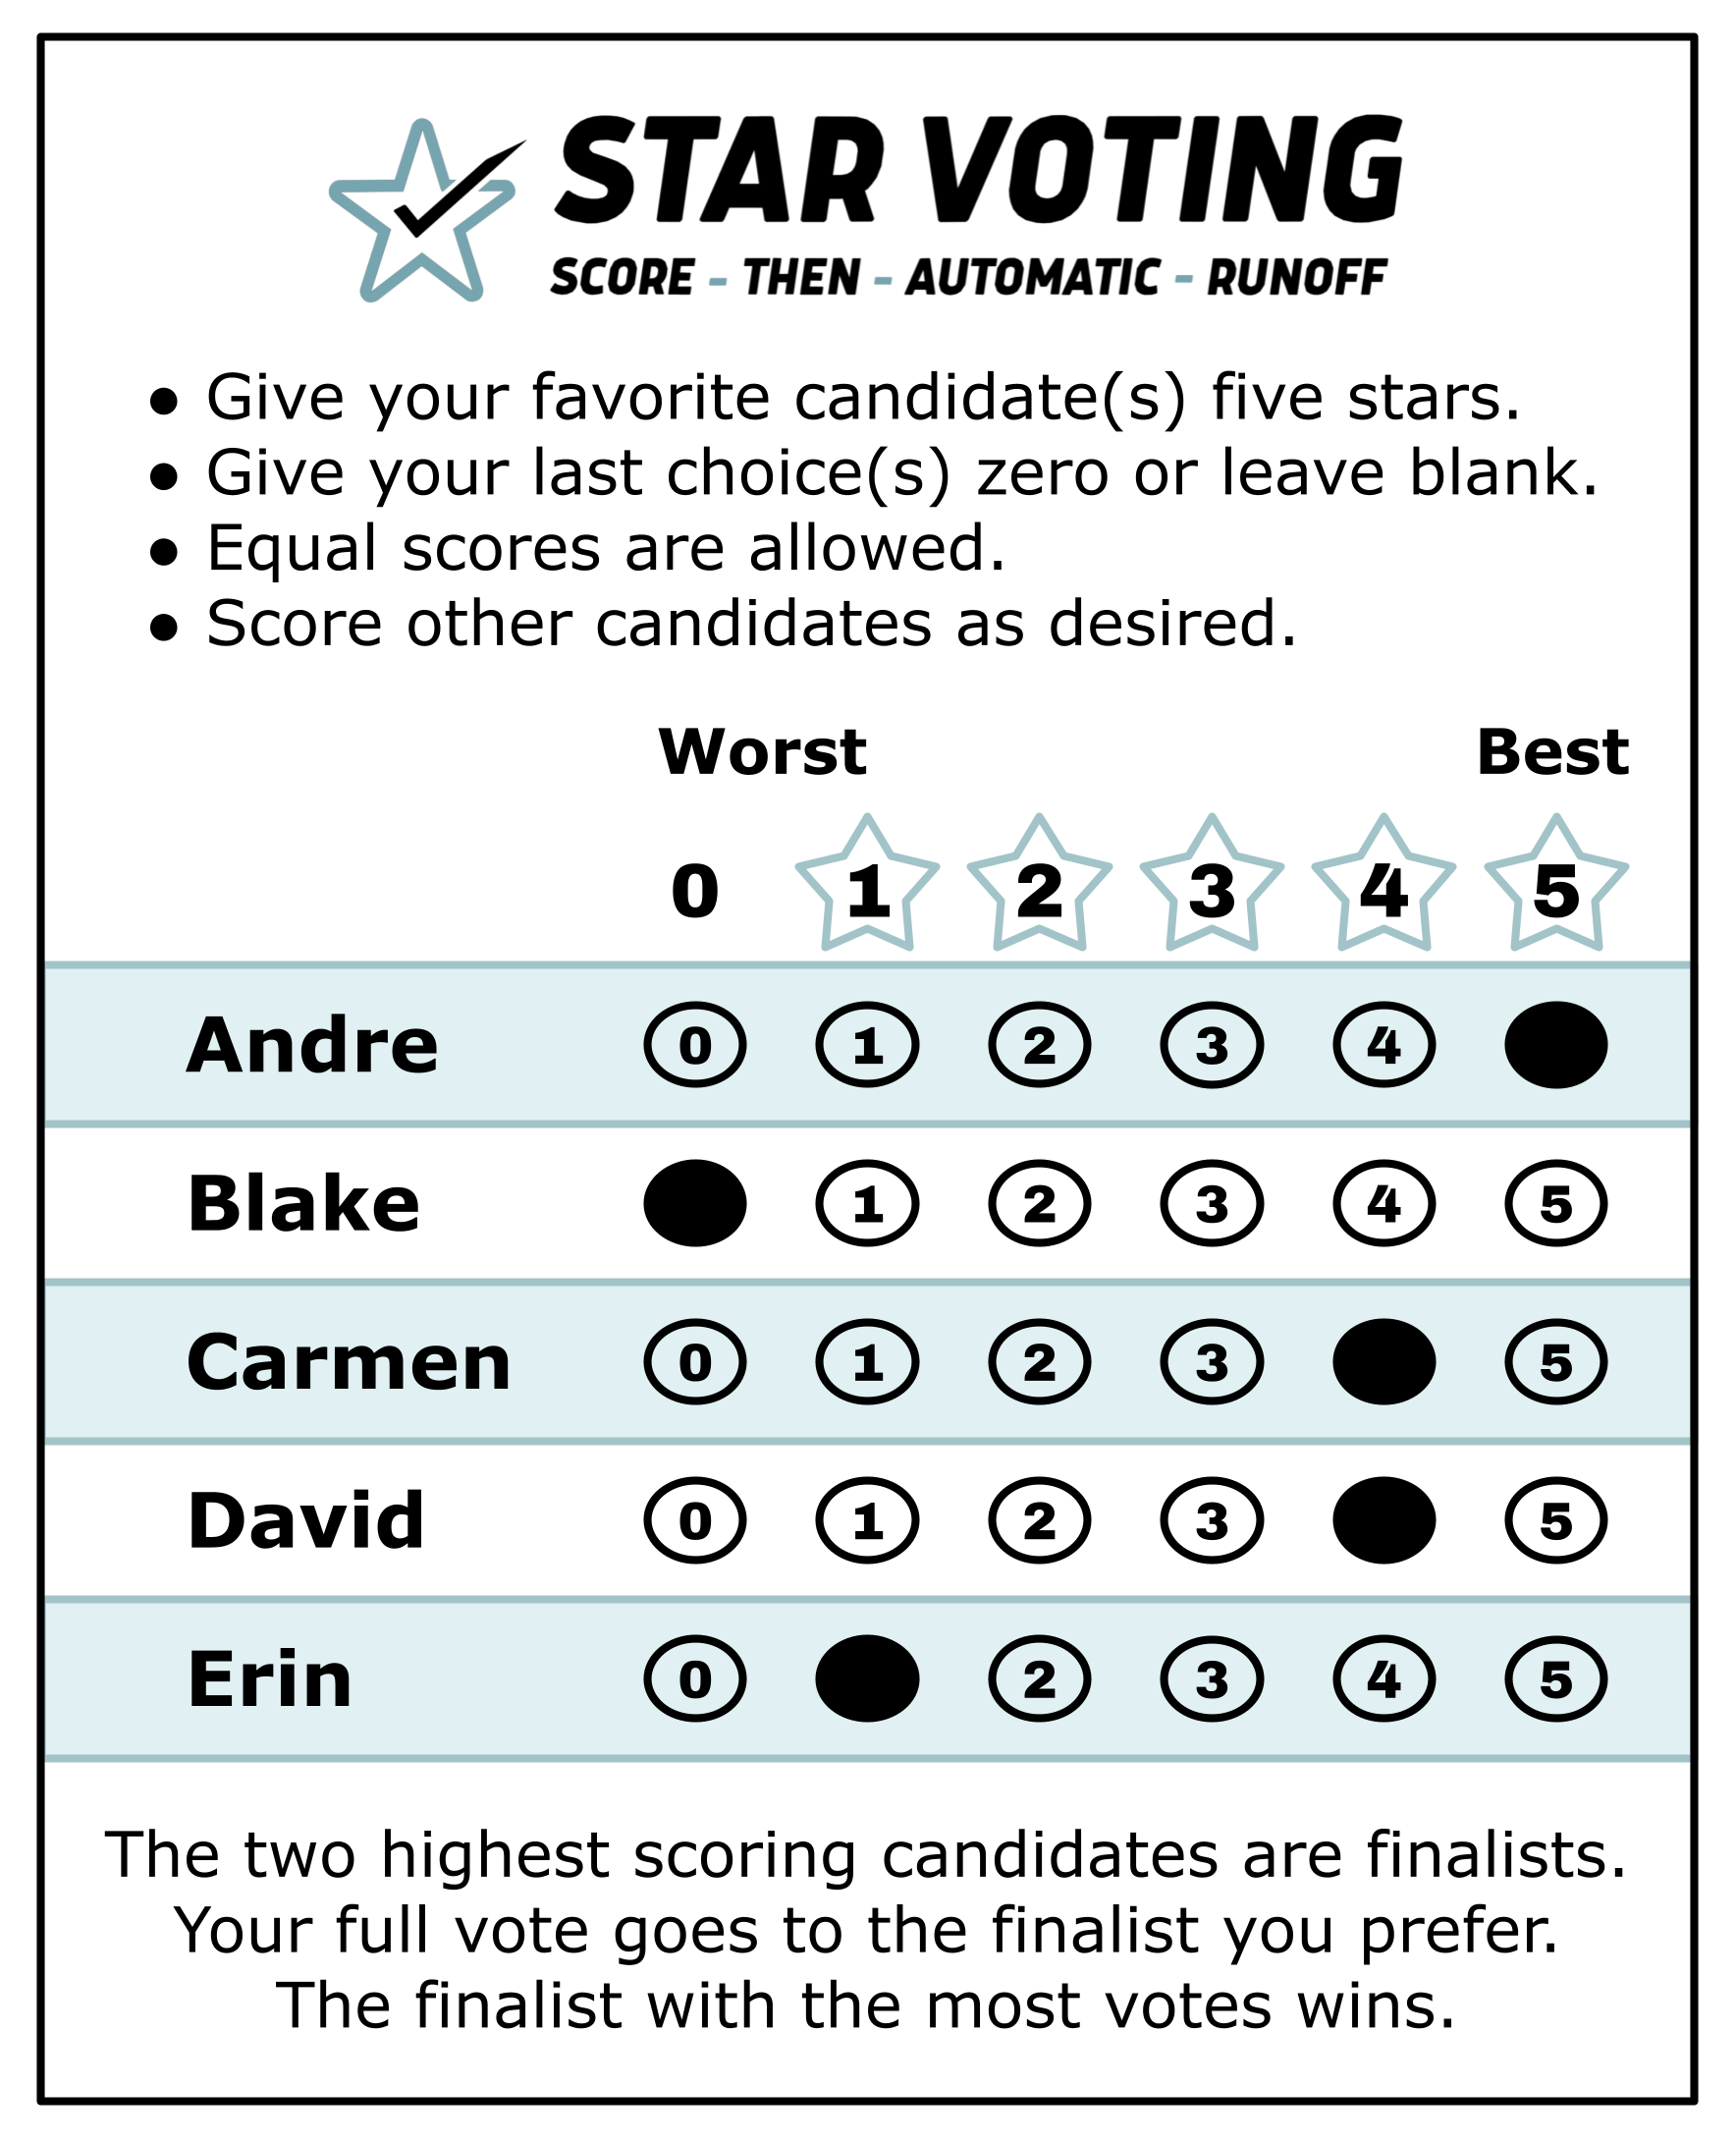 STAR VOTING
SCORE - THEN - AUTOMATIC - RUNOFF
● Give your favorite candidate(s) five stars.
● Give your last choice(s) zero or leave blank.
● Equal scores are allowed.
● Score other candidates as desired.
Worst Best
0 1 2 3 4 5
Andre 0 1 2 3 4
Blake 1 2 3 4 5
Carmen 0 1 2 3 5
David 0 1 2 3 5
Erin 0 2 3 4 5
The two highest scoring candidates are finalists.
Your full vote goes to the finalist you prefer.
The finalist with the most votes wins.